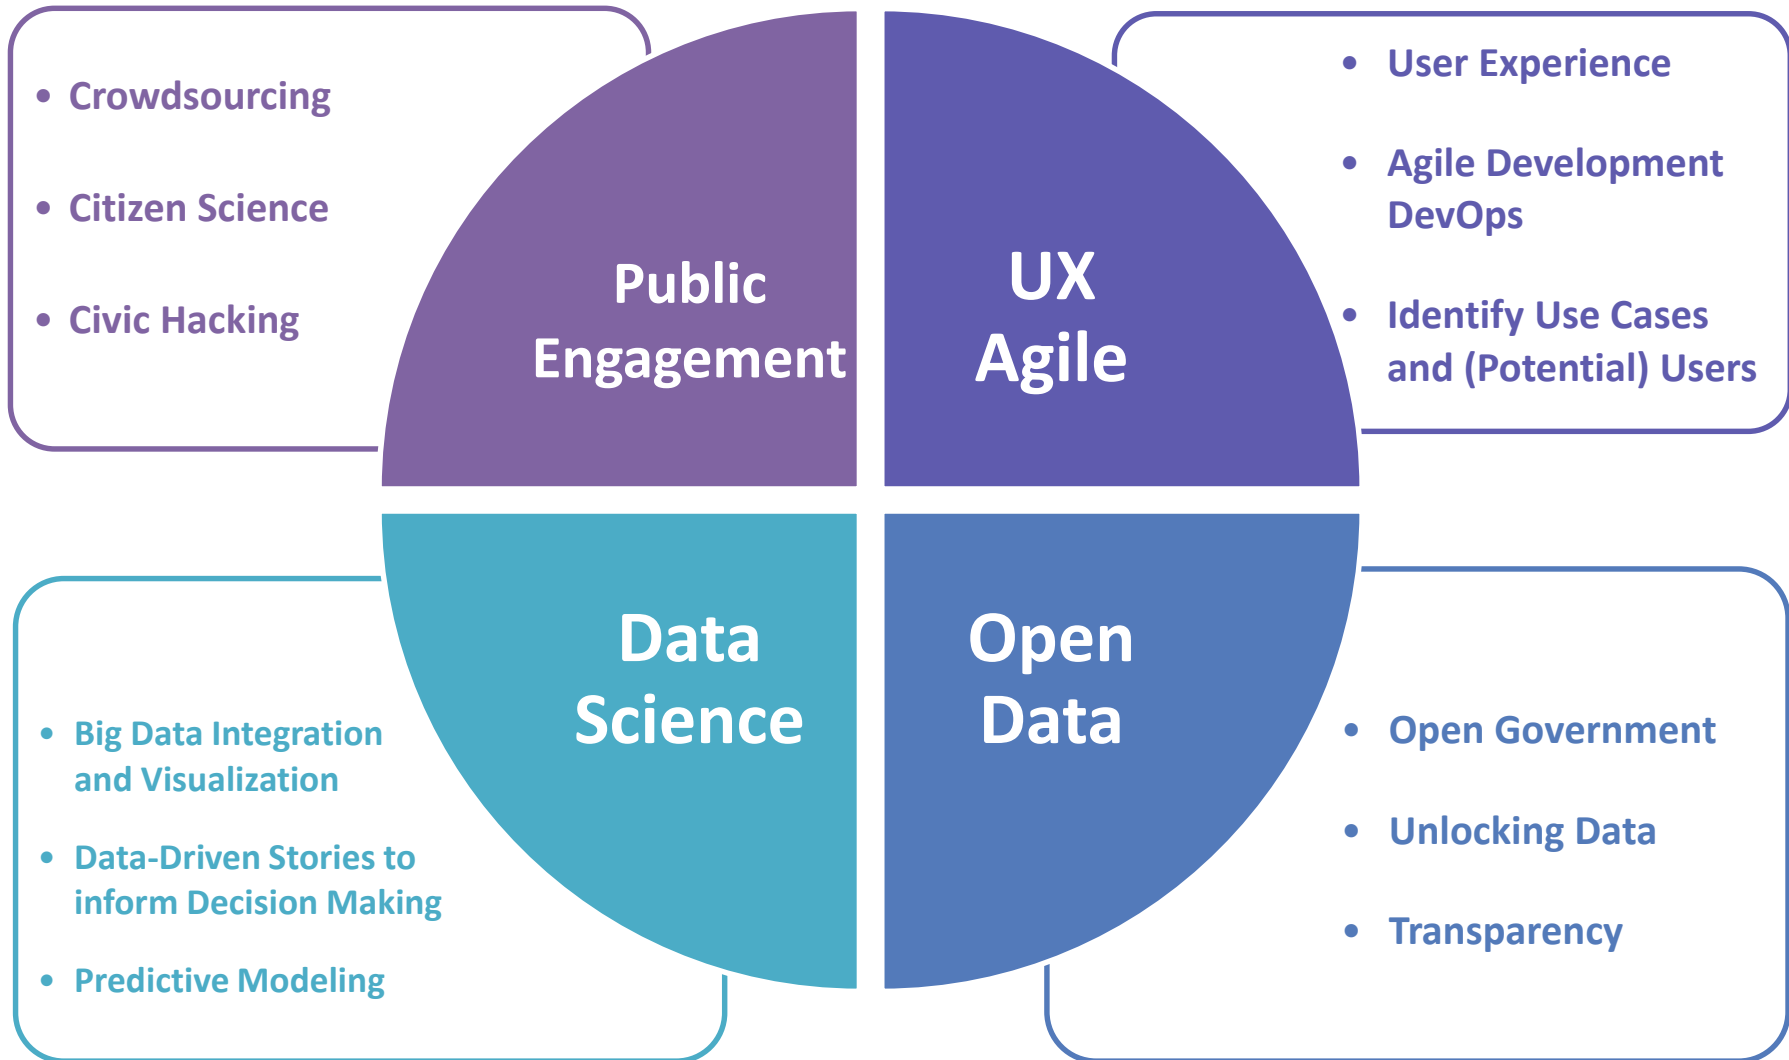 • Crowdsourcing
• Citizen Science
• Civic Hacking
Public
Engagement
UX
Agile
• User Experience
• Agile Development
DevOps
• Identify Use Cases
and (Potential) Users
• Big Data Integration
and Visualization
• Data-Driven Stories to
inform Decision Making
• Predictive Modeling
Data
Science
Open
Data
• Open Government
• Unlocking Data
• Transparency